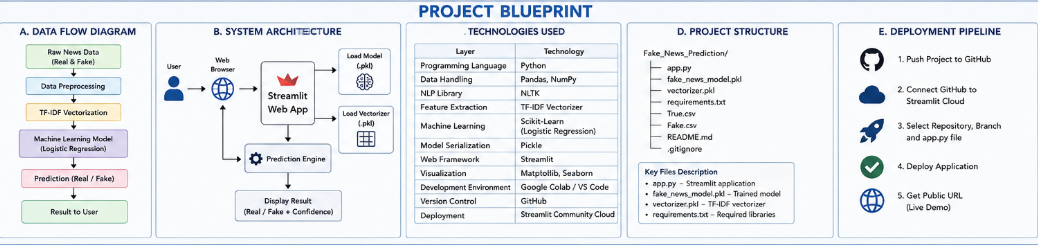 PROJECT BLUEPRINT
A. DATA FLOW DIAGRAM
Raw News Data
(Real & Fake)
Data Preprocessing
TF-IDF Vectorization
Machine Learning Model
(Logistic Regression)
Prediction (Real / Fake)
Result to User
B. SYSTEM ARCHITECTURE
User
Web
Browser
Streamlit
Web App
Load Model
(.pkl)
Load Vectorizer
(.pkl)
Prediction Engine
Display Result
(Real / Fake + Confidence)
. TECHNOLOGIES USED
Layer Technology
Programming Language Python
Data Handling Pandas, NumPy
NLP Library NLTK
Feature Extraction TF-IDF Vectorizer
Machine Learning Scikit-Learn
(Logistic Regression)
Model Serialization Pickle
Web Framework Streamlit
Visualization Matplotlib, Seaborn
Development Environment Google Colab / VS Code
Version Control GitHub
Deployment Streamlit Community Cloud
D. PROJECT STRUCTURE
Fake_News_Prediction/
app.py
fake_news_model.pkl
vectorizer.pkl
requirements.txt
True.csv
Fake.csv
README.md
.gitignore
Key Files Description
• app.py – Streamlit application
• fake_news_model.pkl – Trained model
• vectorizer.pkl – TF-IDF vectorizer
• requirements.txt – Required libraries
E. DEPLOYMENT PIPELINE
1. Push Project to GitHub
2. Connect GitHub to
Streamlit Cloud
3. Select Repository, Branch
and app.py file
4. Deploy Application
5. Get Public URL
(Live Demo)